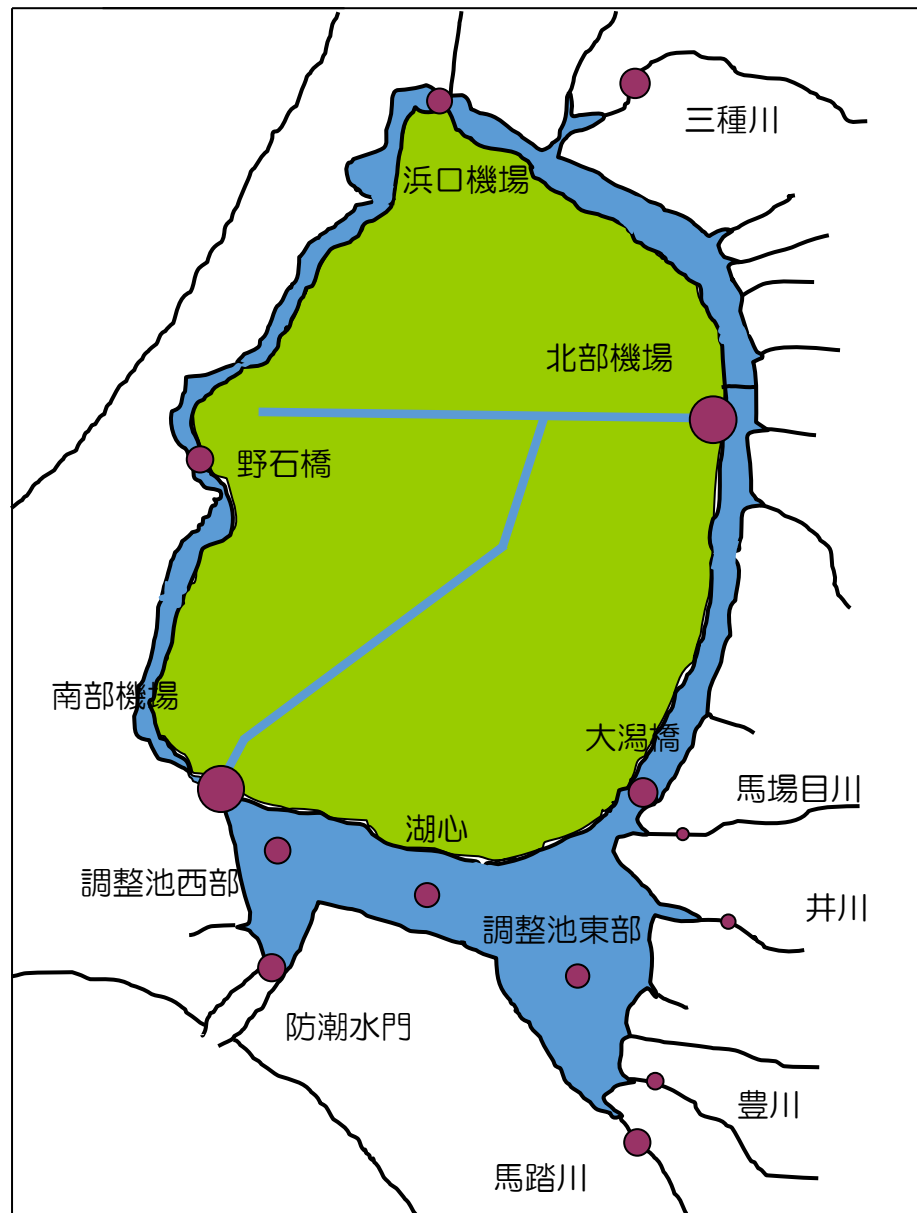 三種川
浜口機場
北部機場
野石橋
南部機場
大潟橋
馬場目川
湖心
調整池西部
井川
調整池東部
防潮水門
豊川
馬踏川